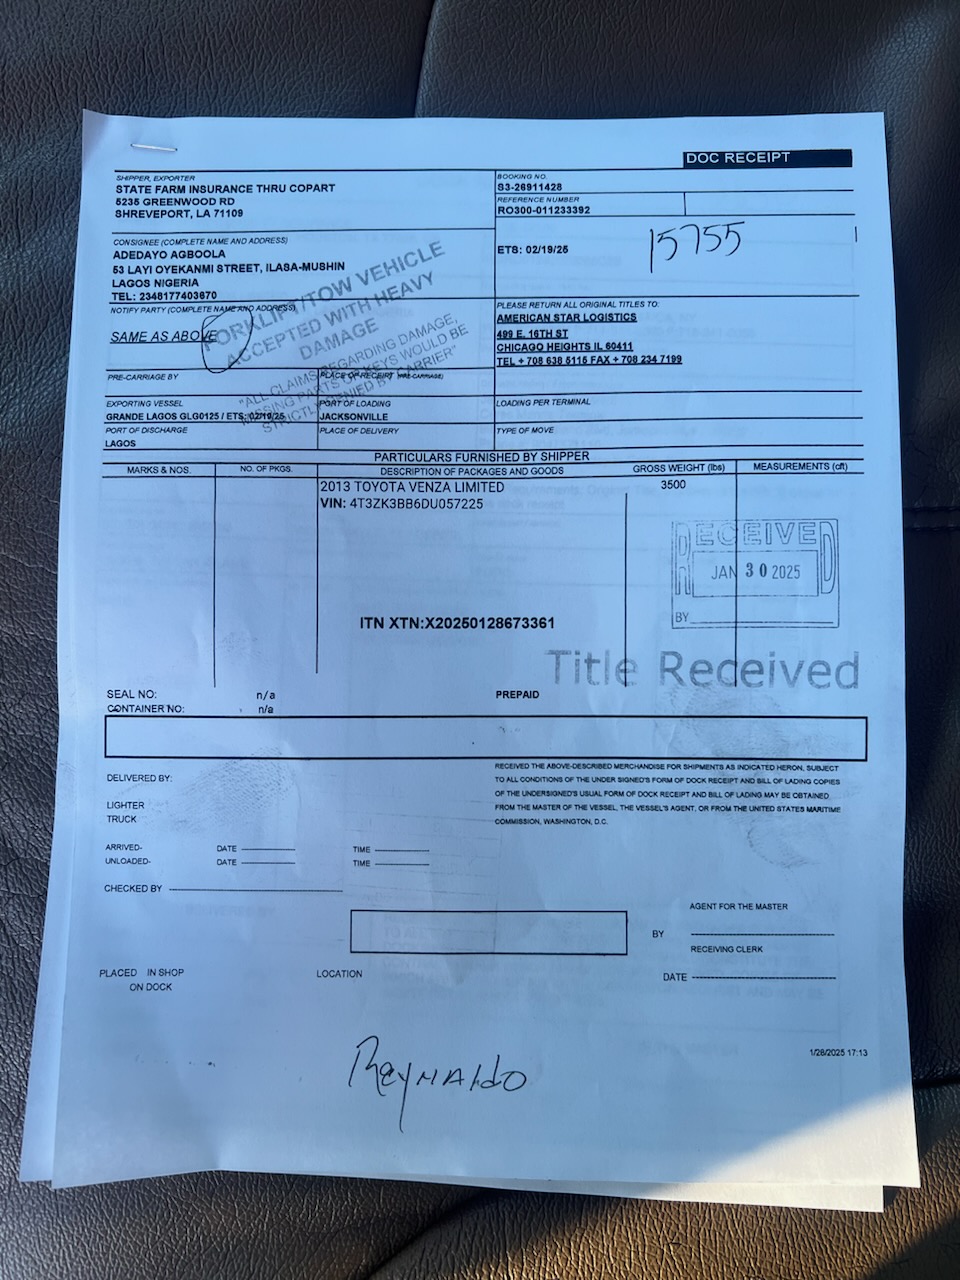 DOC RECEIPT
SHIPPER, EXPORTER
STATE FARM INSURANCE THRU COPART
5235 GREENWOOD RD
SHREVEPORT, LA 71109
BOOKING NO.
S3-26911428
REFERENCE NUMBER
RO300-011233392
CONSIGNEE (COMPLETE NAME AND ADDRESS)
ADEDAYO AGBOOLA
53 LAYI OYEKANMI STREET, ILASA-MUSHIN
LAGOS NIGERIA
TEL: 2348177403670
ETS: 02/19/25
15755
NOTIFY PARTY (COMPLETE NAME AND ADDRESS)
SAME AS ABOVE
FORKLIFT/TOW VEHICLE
ACCEPTED WITH HEAVY
DAMAGE
"ALL CLAIMS REGARDING DAMAGE,
MISSING PARTS OR KEYS WOULD BE
STRICTLY DENIED BY CARRIER"
PLEASE RETURN ALL ORIGINAL TITLES TO:
AMERICAN STAR LOGISTICS
499 E. 16TH ST
CHICAGO HEIGHTS IL 60411
TEL + 708 638 5115 FAX + 708 234 7199
PRE-CARRIAGE BY
PLACE OF RECEIPT (PRE-CARRIAGE)
EXPORTING VESSEL
GRANDE LAGOS GLG0125 / ETS: 02/19/25
PORT OF LOADING
JACKSONVILLE
LOADING PER TERMINAL
PORT OF DISCHARGE
LAGOS
PLACE OF DELIVERY
TYPE OF MOVE
PARTICULARS FURNISHED BY SHIPPER
MARKS & NOS. NO. OF PKGS. DESCRIPTION OF PACKAGES AND GOODS GROSS WEIGHT (lbs) MEASUREMENTS (cft)
2013 TOYOTA VENZA LIMITED 3500
VIN: 4T3ZK3BB6DU057225
RECEIVED
JAN 30 2025
BY
ITN XTN:X20250128673361
Title Received
SEAL NO: n/a
CONTAINER NO: n/a
PREPAID
RECEIVED THE ABOVE-DESCRIBED MERCHANDISE FOR SHIPMENTS AS INDICATED HERON, SUBJECT
TO ALL CONDITIONS OF THE UNDER SIGNED'S FORM OF DOCK RECEIPT AND BILL OF LADING COPIES
OF THE UNDERSIGNED'S USUAL FORM OF DOCK RECEIPT AND BILL OF LADING MAY BE OBTAINED
FROM THE MASTER OF THE VESSEL, THE VESSEL'S AGENT, OR FROM THE UNITED STATES MARITIME
COMMISSION, WASHINGTON, D.C.
DELIVERED BY:
LIGHTER
TRUCK
ARRIVED- DATE TIME
UNLOADED- DATE TIME
CHECKED BY
AGENT FOR THE MASTER
BY
RECEIVING CLERK
PLACED IN SHOP
ON DOCK
LOCATION
DATE
1/28/2025 17:13
Reynaldo